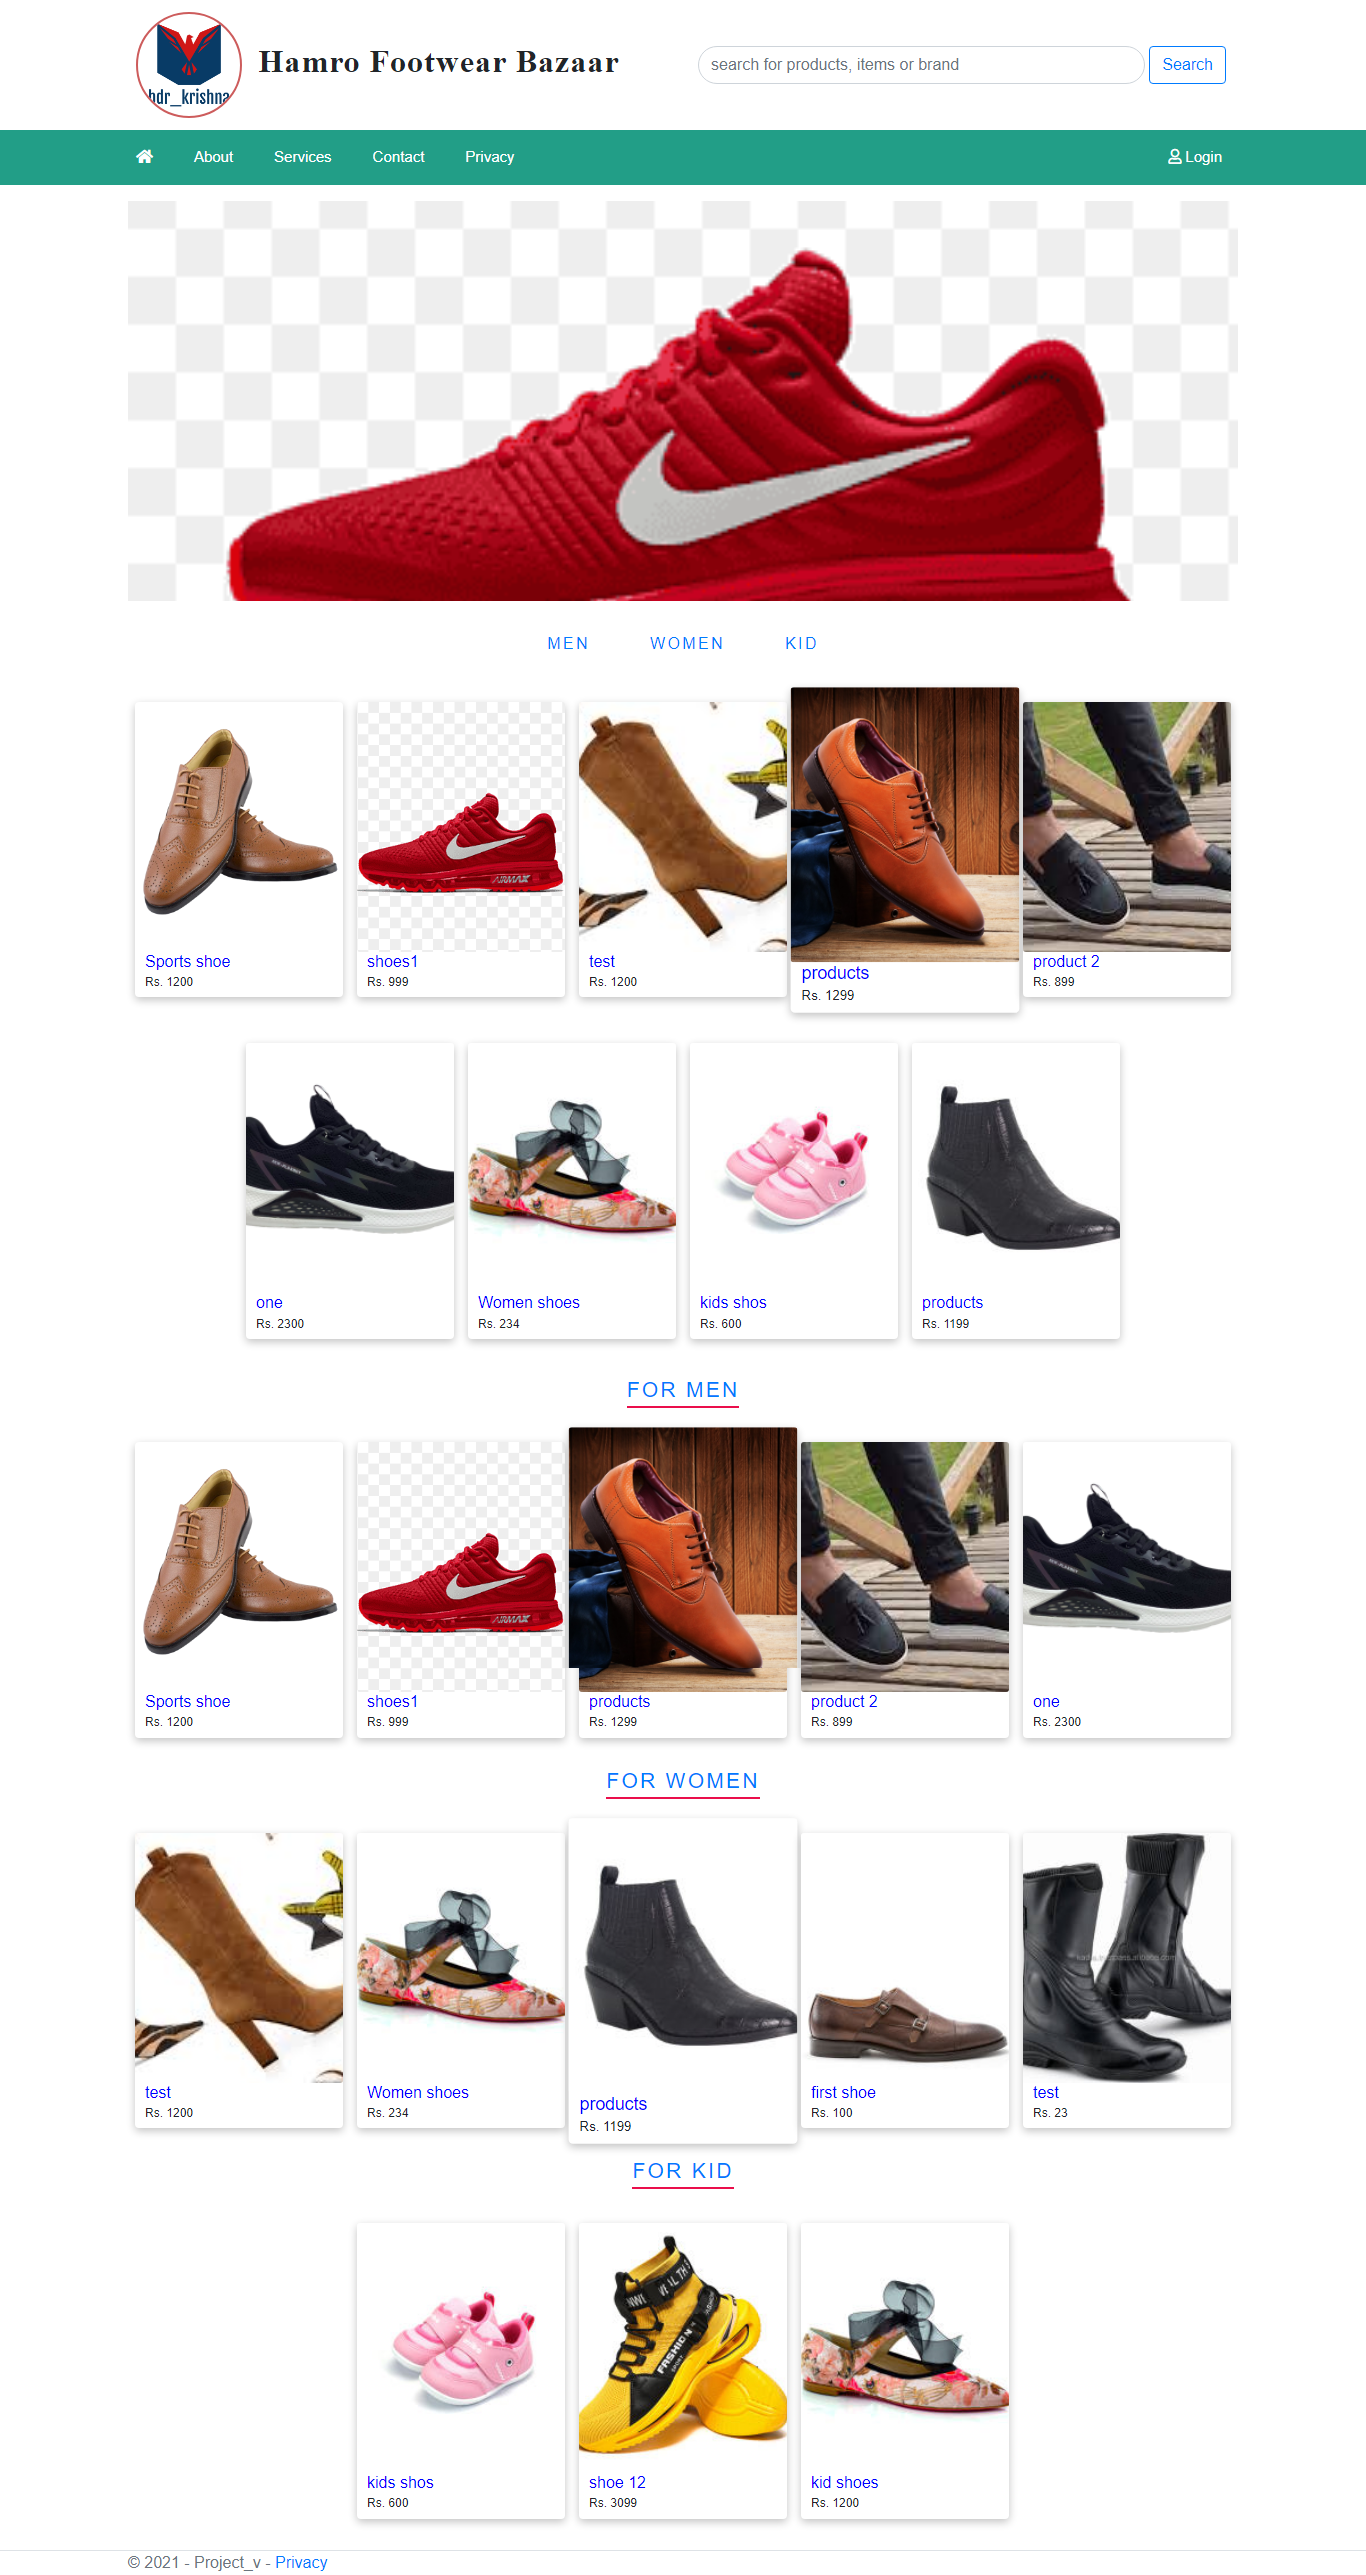 bdr_krishna
Hamro Footwear Bazaar
search for products, items or brand
Search
About
Services
Contact
Privacy
Login
MEN
WOMEN
KID
AIRMAX
Sports shoe
Rs. 1200
shoes1
Rs. 999
test
Rs. 1200
products
Rs. 1299
product 2
Rs. 899
one
Rs. 2300
Women shoes
Rs. 234
kids shos
Rs. 600
products
Rs. 1199
FOR MEN
AIRMAX
Sports shoe
Rs. 1200
shoes1
Rs. 999
products
Rs. 1299
product 2
Rs. 899
one
Rs. 2300
FOR WOMEN
test
Rs. 1200
Women shoes
Rs. 234
products
Rs. 1199
first shoe
Rs. 100
test
Rs. 23
FOR KID
FASHION
SPORT
kids shos
Rs. 600
shoe 12
Rs. 3099
kid shoes
Rs. 1200
© 2021 - Project_v - Privacy